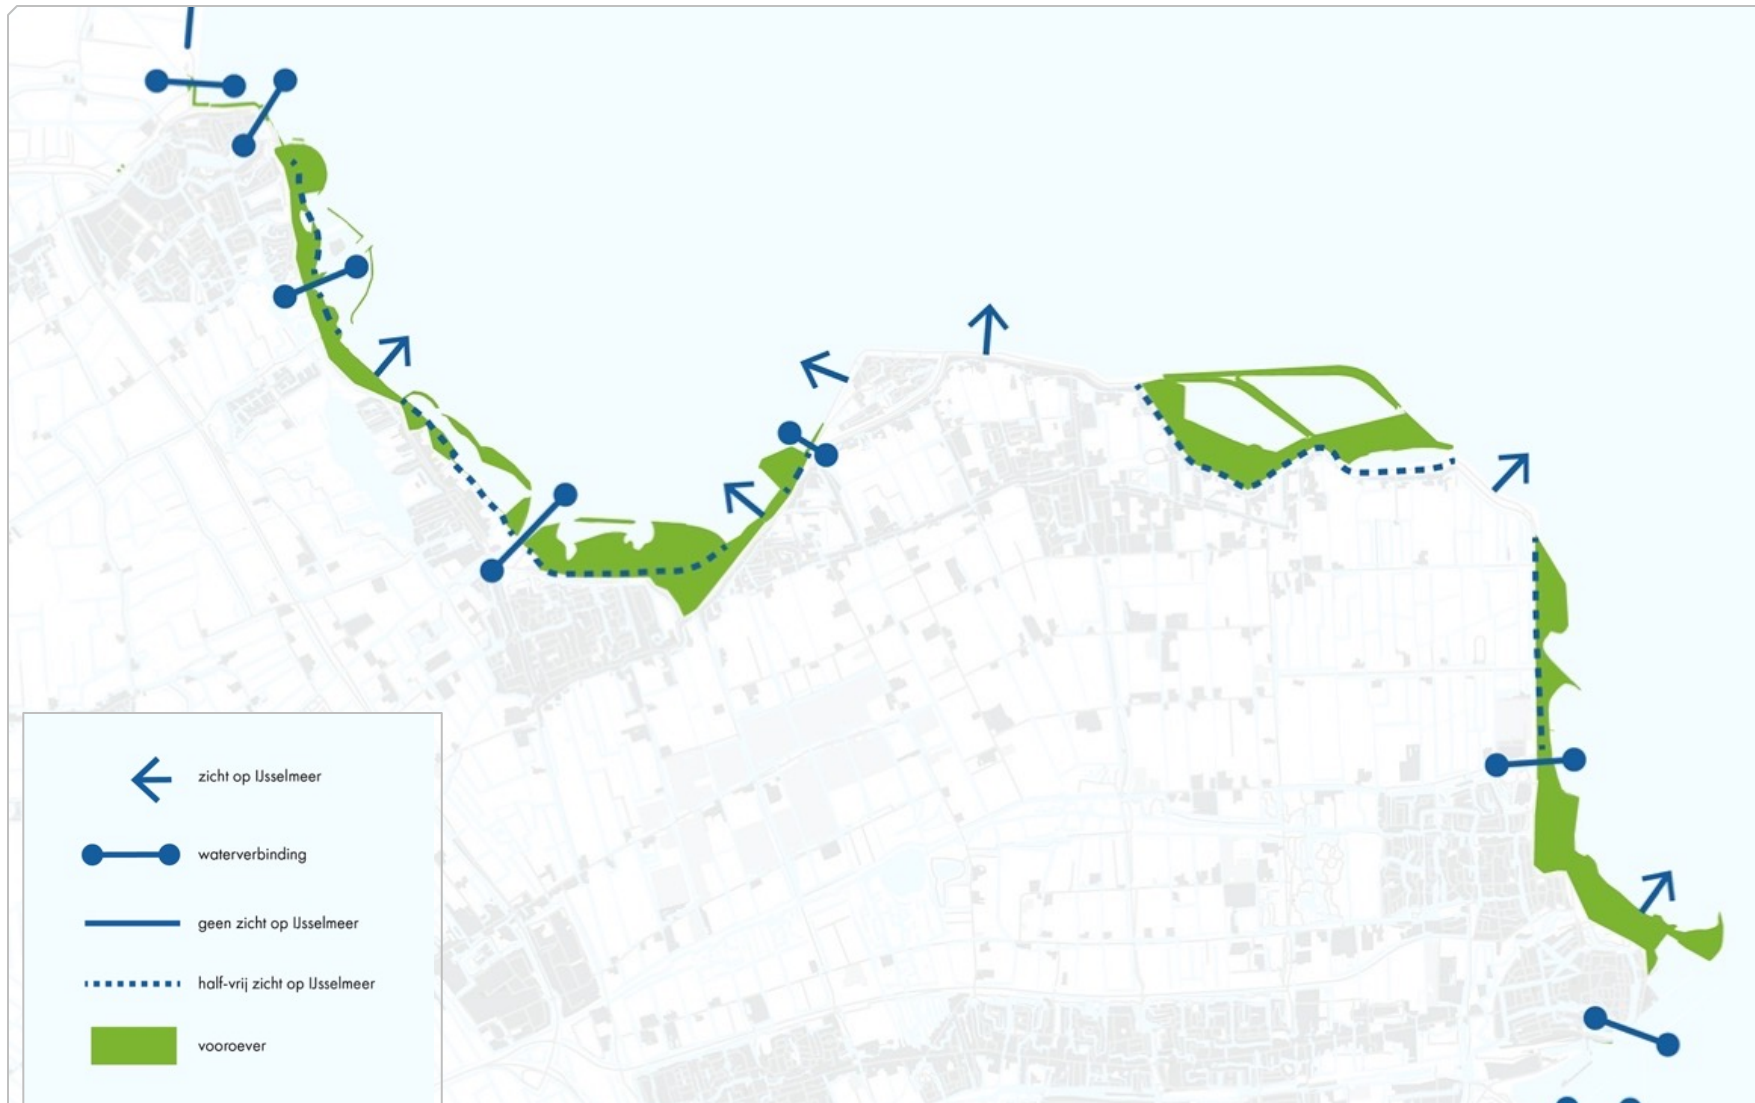 zicht op IJsselmeer
waterverbinding
geen zicht op IJsselmeer
half-vrij zicht op IJsselmeer
vooroever